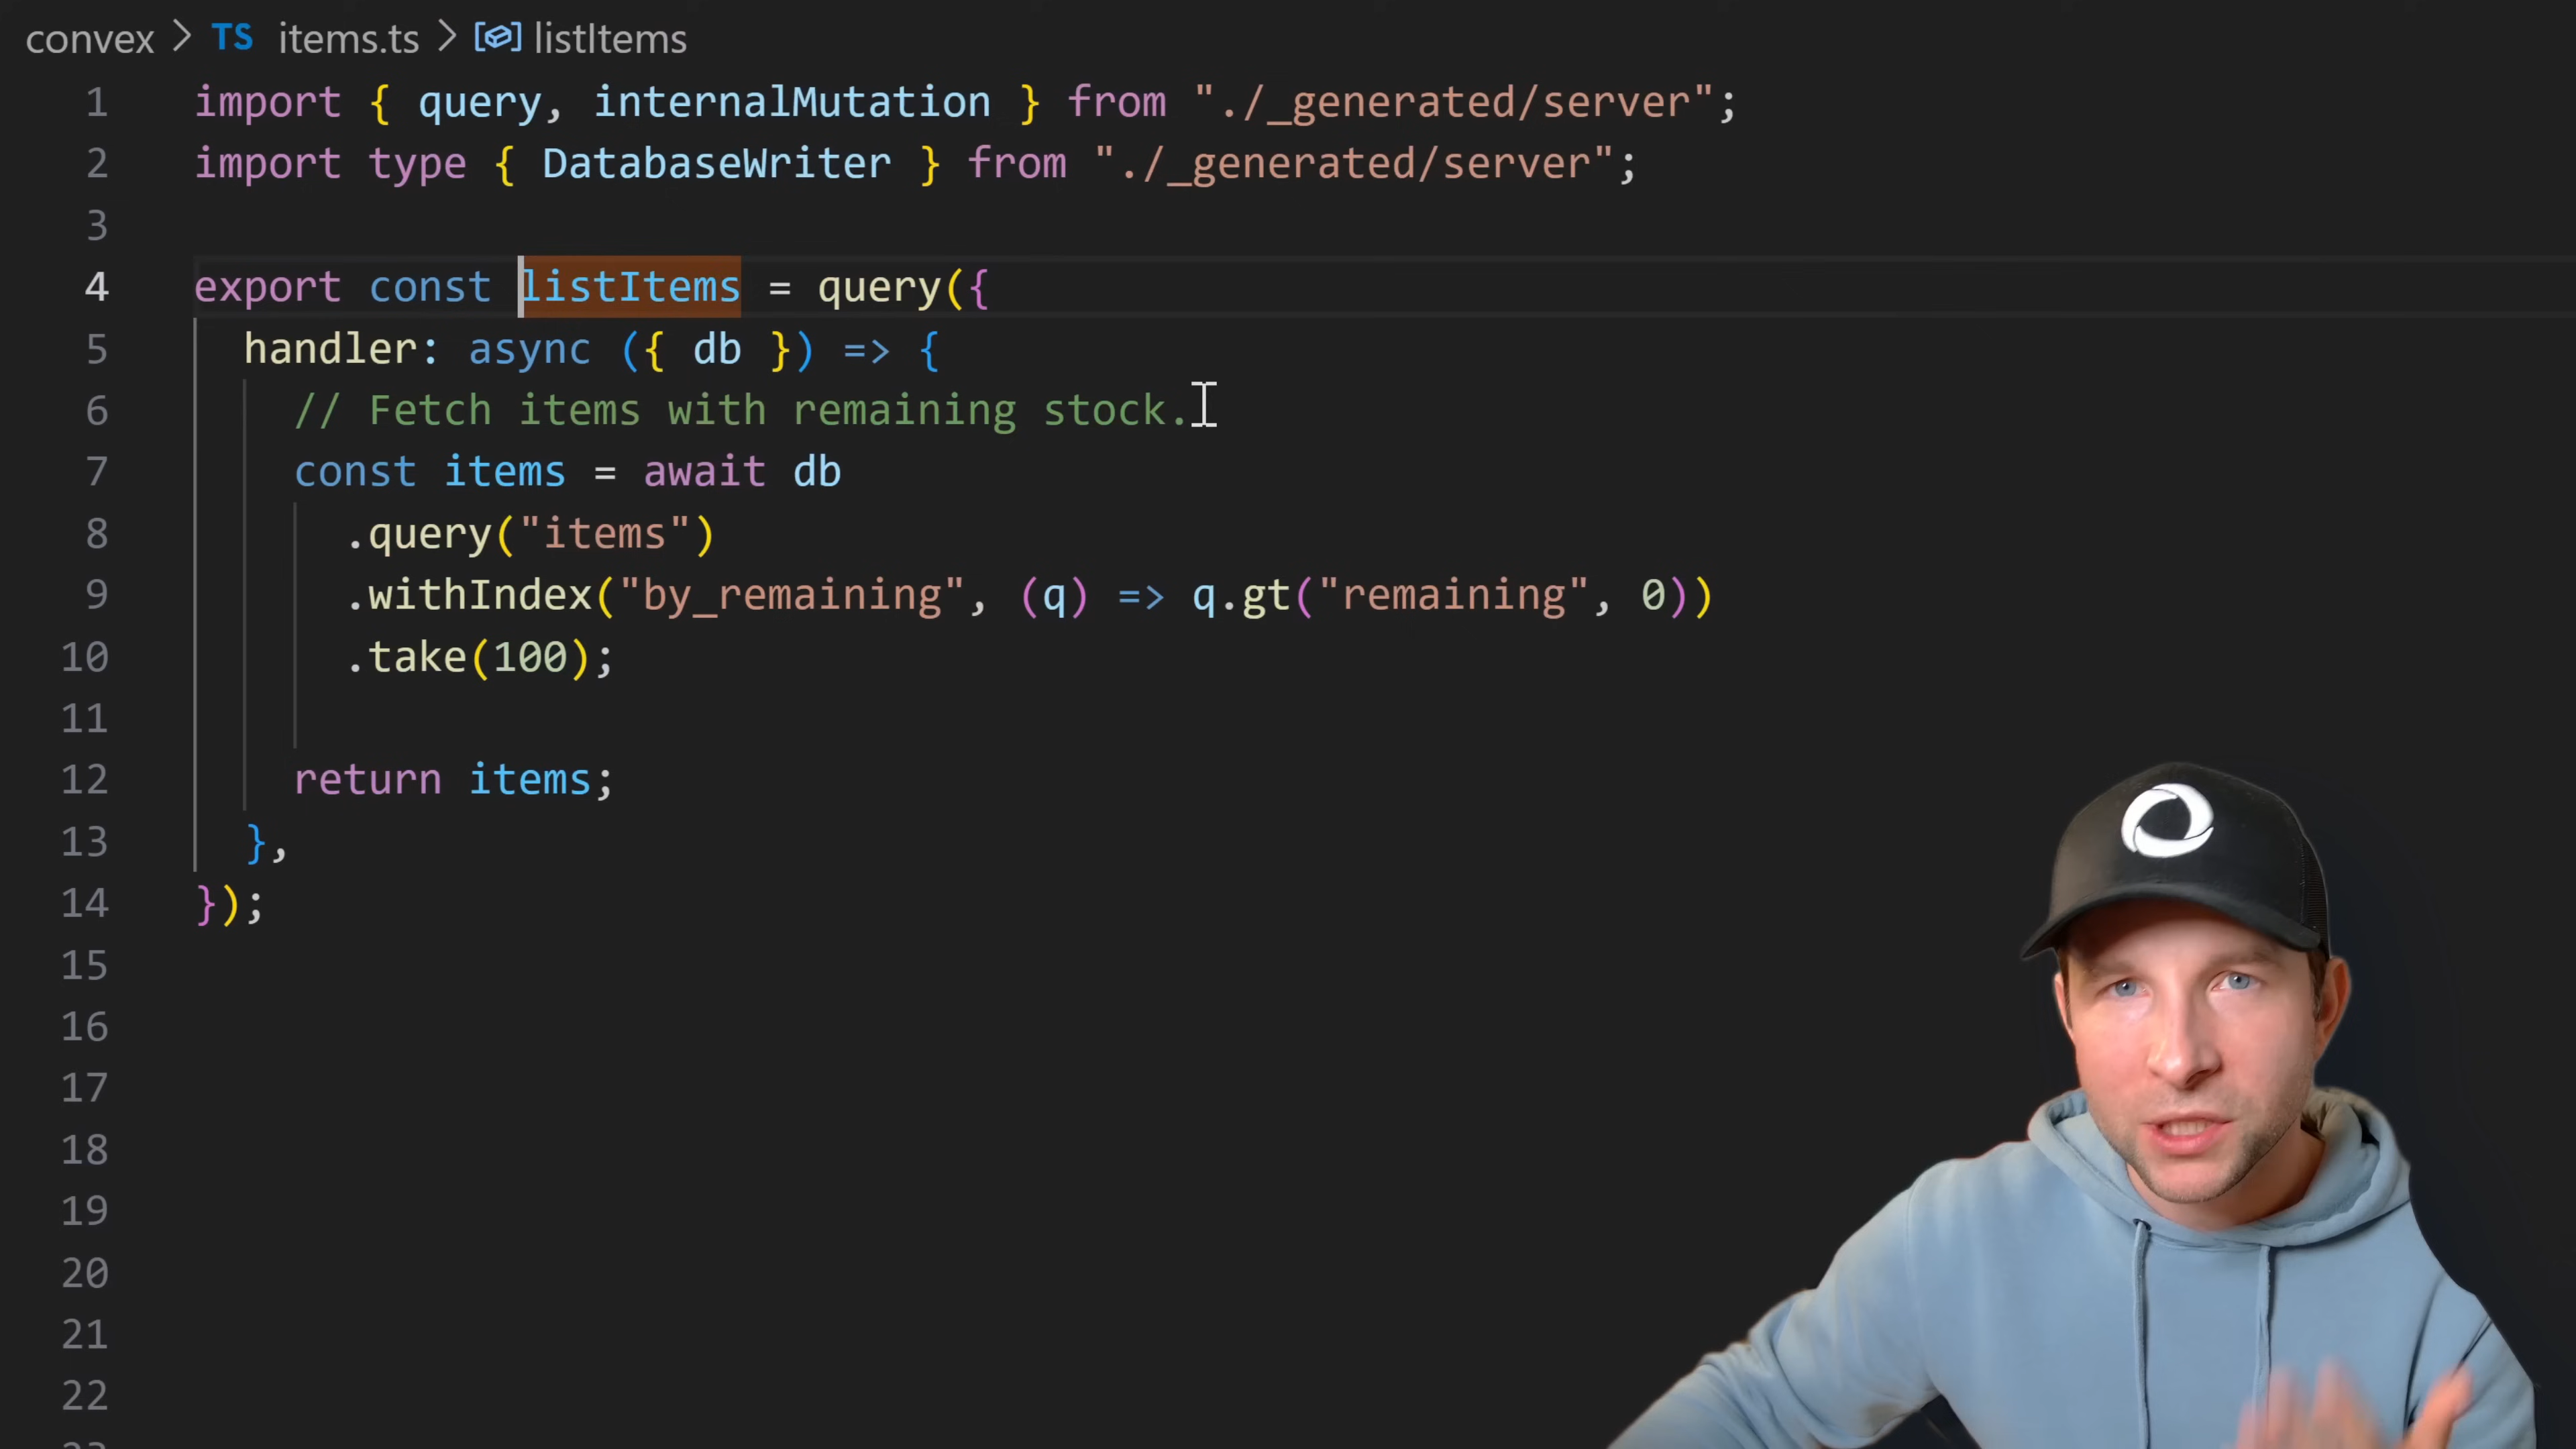 convex > TS items.ts > listItems
1 import { query, internalMutation } from "./_generated/server";
2 import type { DatabaseWriter } from "./_generated/server";
3
4 export const listItems = query({
5 handler: async ({ db }) => {
6 // Fetch items with remaining stock.
7 const items = await db
8 .query("items")
9 .withIndex("by_remaining", (q) => q.gt("remaining", 0))
10 .take(100);
11
12 return items;
13 },
14 });
15
16
17
18
19
20
21
22
23